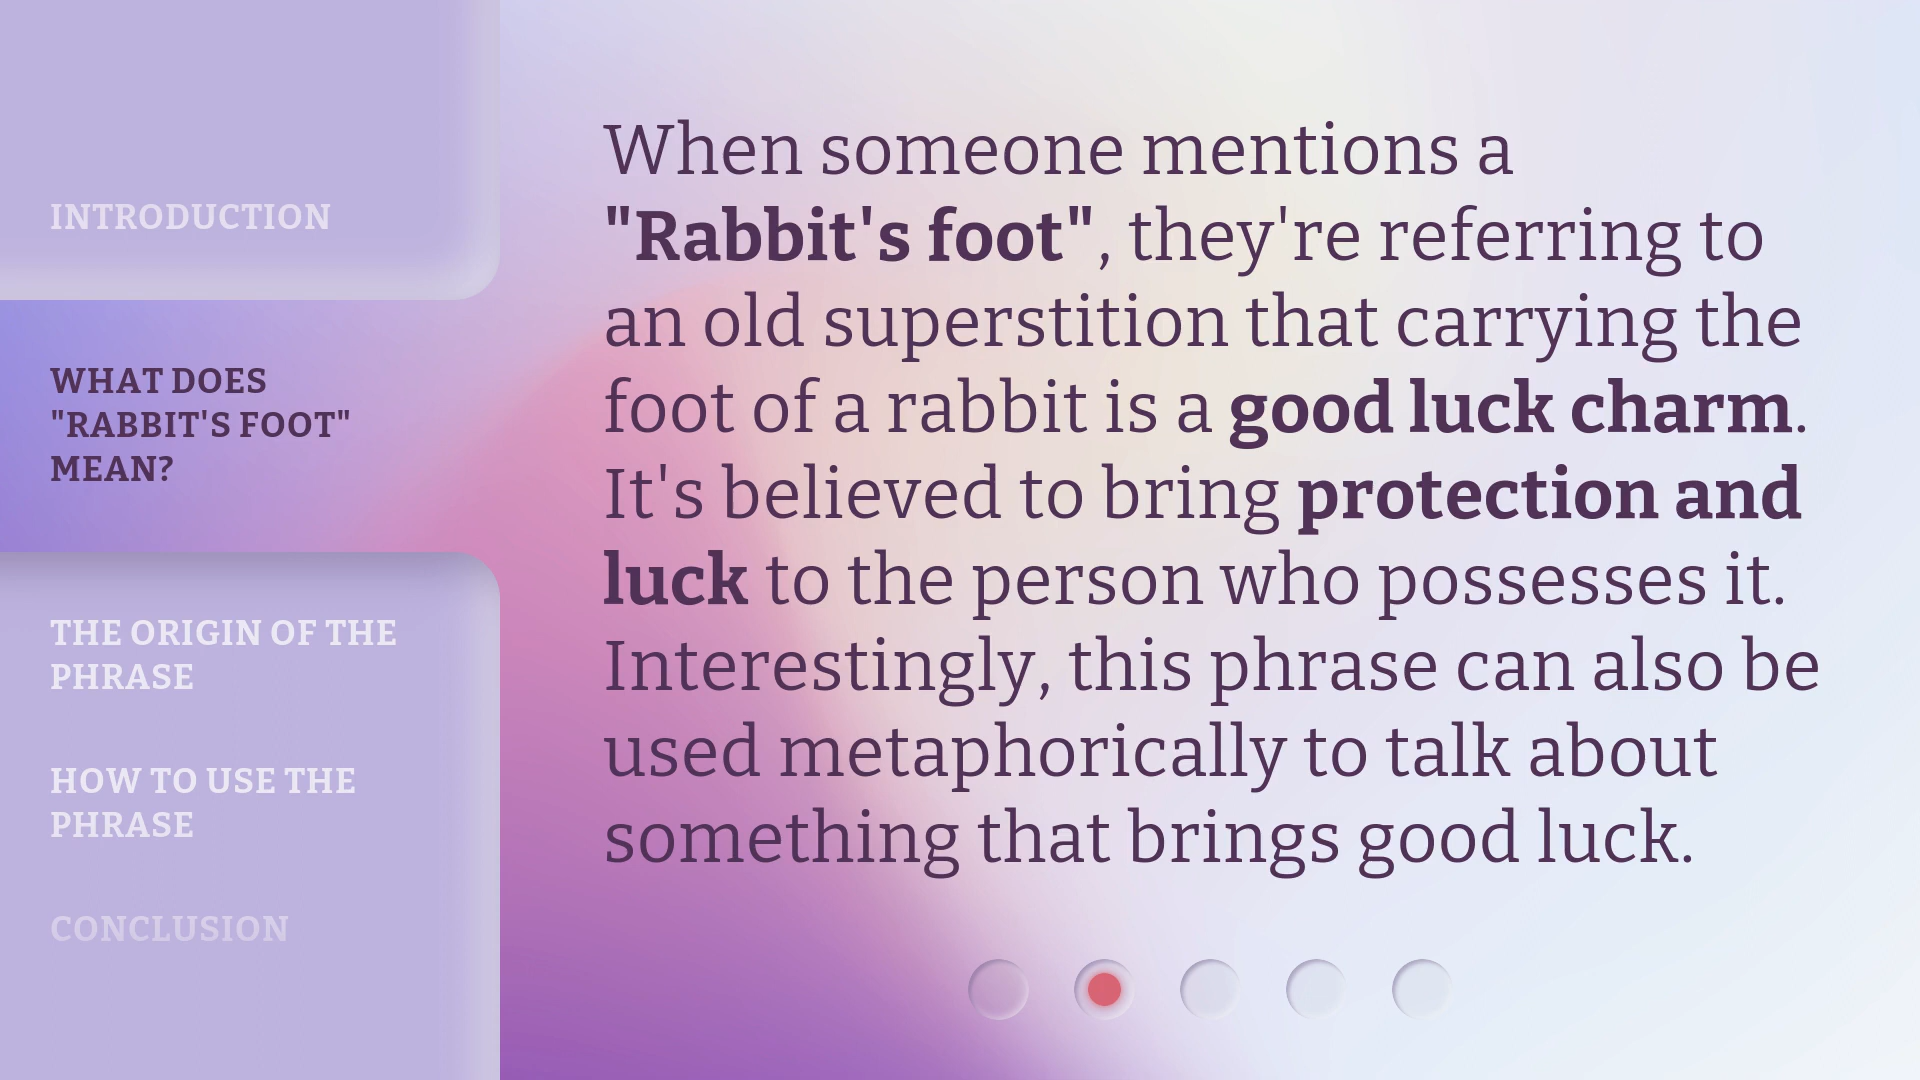 INTRODUCTION
WHAT DOES
"RABBIT'S FOOT"
MEAN?
THE ORIGIN OF THE
PHRASE
HOW TO USE THE
PHRASE
CONCLUSION
When someone mentions a
"Rabbit's foot", they're referring to
an old superstition that carrying the
foot of a rabbit is a good luck charm.
It's believed to bring protection and
luck to the person who possesses it.
Interestingly, this phrase can also be
used metaphorically to talk about
something that brings good luck.